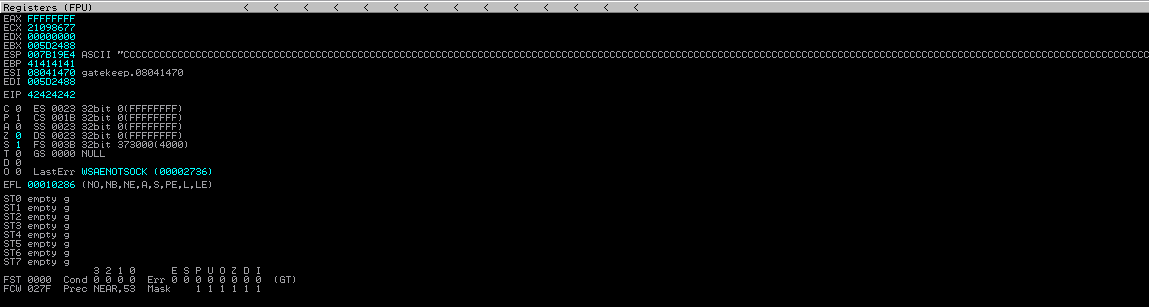 Registers (FPU) < < < < < < < < < < < < < <
EAX FFFFFFFF
ECX 21098677
EDX 00000000
EBX 005D2488
ESP 007B19E4 ASCII "CCCCCCCCCCCCCCCCCCCCCCCCCCCCCCCCCCCCCCCCCCCCCCCCCCCCCCCCCCCCCCCCCCCCCCCCCCCCCCCCCCCCCCCCCCCCCCCCCCCCCCCCCCCCCCCCCCCCCCCCCCCCCCCCCCCCCCCCCCCCCCCCCCCCCCCCCCCCCCCCCCCCCCCCCCC
EBP 41414141
ESI 08041470 gatekeep.08041470
EDI 005D2488
EIP 42424242
C 0 ES 0023 32bit 0(FFFFFFFF)
P 1 CS 001B 32bit 0(FFFFFFFF)
A 0 SS 0023 32bit 0(FFFFFFFF)
Z 0 DS 0023 32bit 0(FFFFFFFF)
S 1 FS 003B 32bit 373000(4000)
T 0 GS 0000 NULL
D 0
O 0 LastErr WSAENOTSOCK (00002736)
EFL 00010286 (NO,NB,NE,A,S,PE,L,LE)
ST0 empty g
ST1 empty g
ST2 empty g
ST3 empty g
ST4 empty g
ST5 empty g
ST6 empty g
ST7 empty g
3 2 1 0 E S P U O Z D I
FST 0000 Cond 0 0 0 0 Err 0 0 0 0 0 0 0 0 (GT)
FCW 027F Prec NEAR,53 Mask 1 1 1 1 1 1